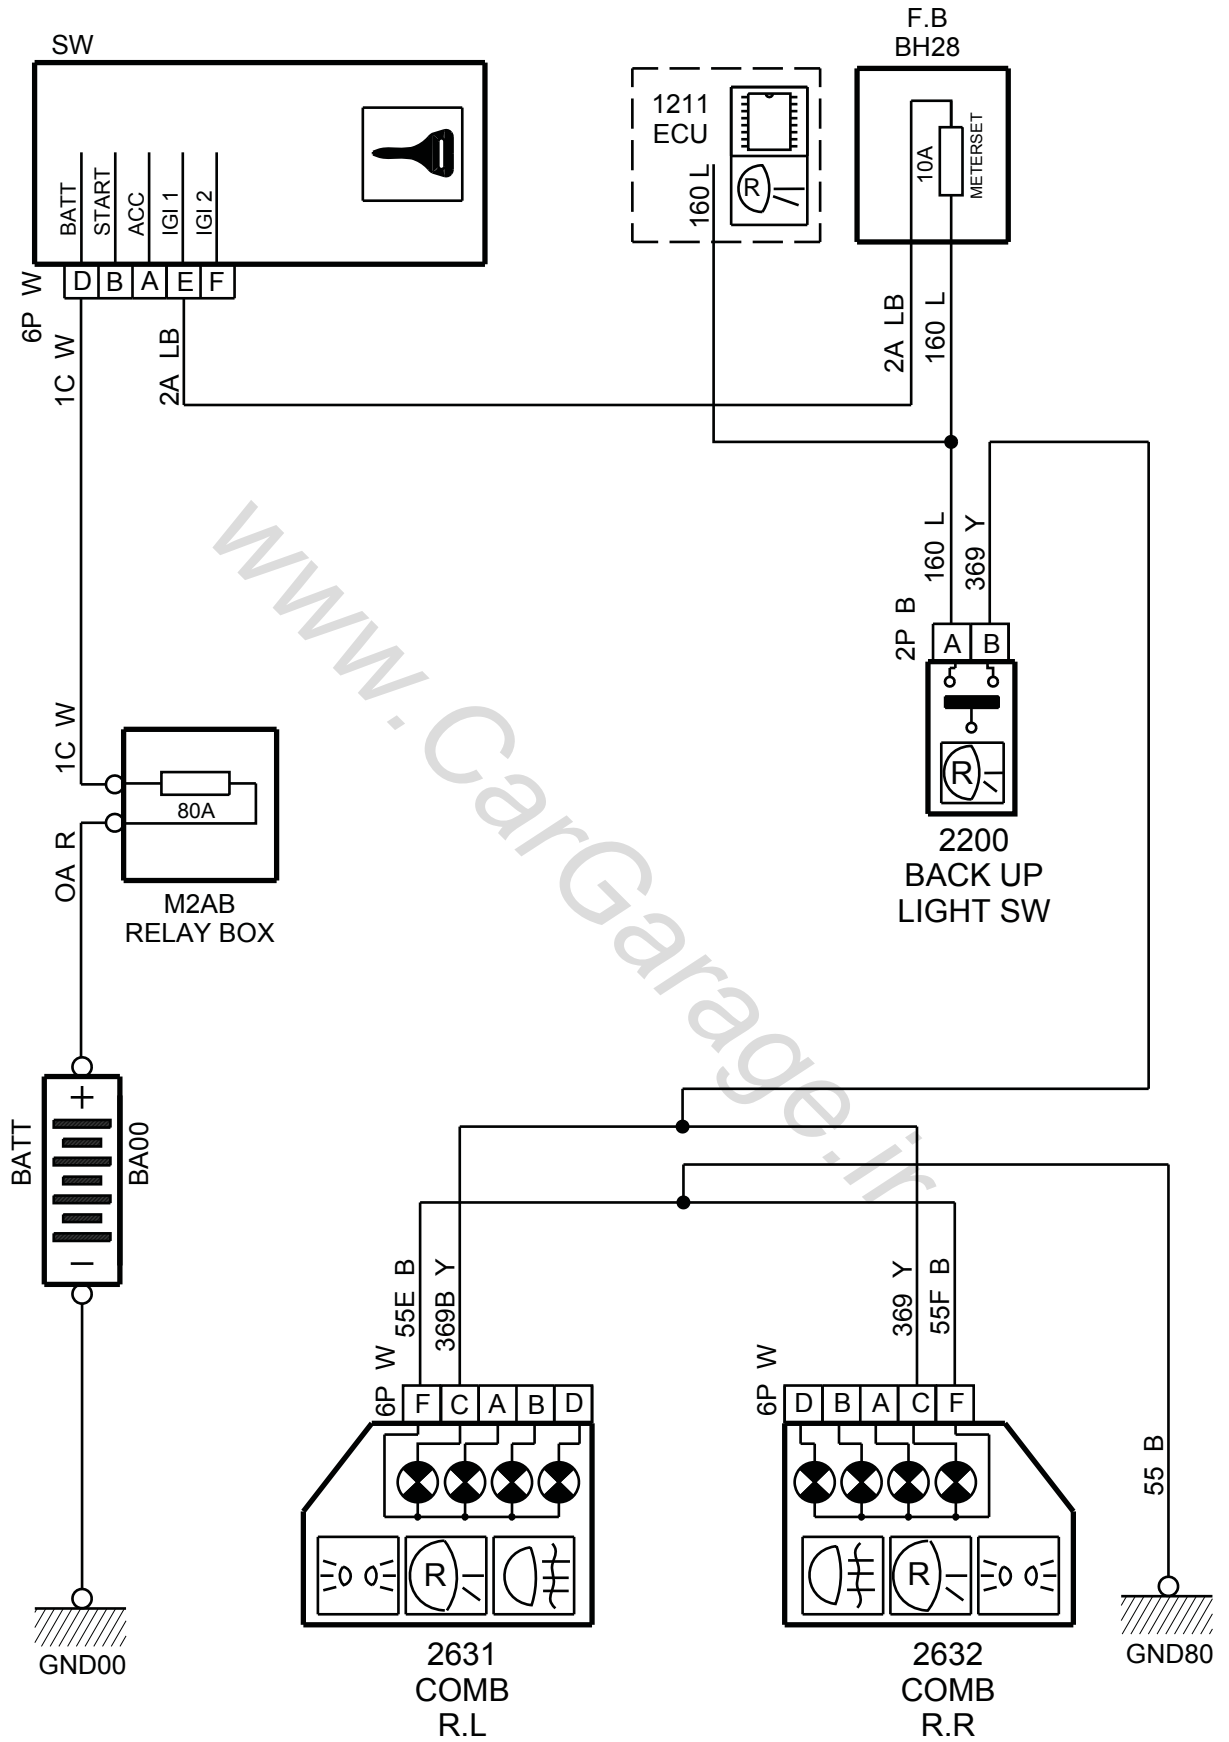 SW
BATT
START
ACC
IGI 1
IGI 2
D B A E F
6P W
1C W
2A LB
1211
ECU
160 L
R
F.B
BH28
10A
METERSET
2A LB
160 L
160 L
369 Y
2P B
A B
R
2200
BACK UP
LIGHT SW
1C W
80A
OA R
M2AB
RELAY BOX
BATT
+
−
BA00
GND00
www.CarGarage.ir
55E B
369B Y
6P W
F C A B D
R
2631
COMB
R.L
369 Y
55F B
6P W
D B A C F
R
2632
COMB
R.R
55 B
GND80